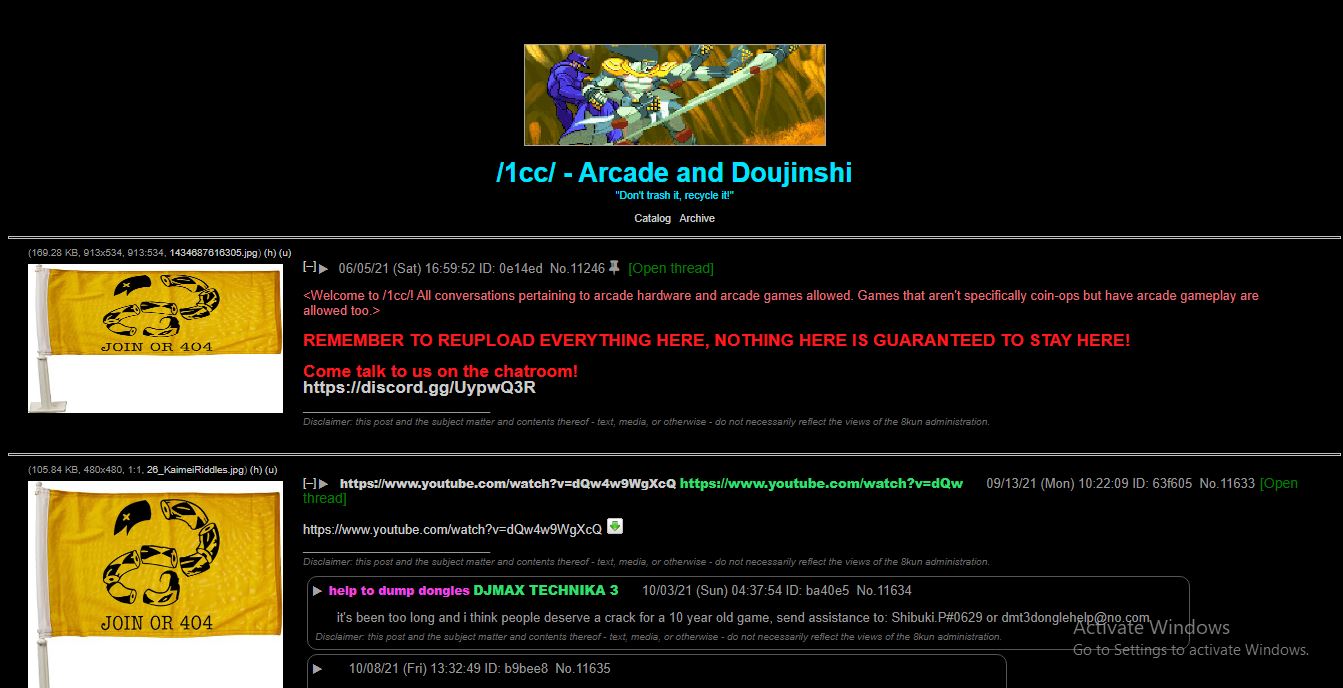 /1cc/ - Arcade and Doujinshi
"Don't trash it, recycle it!"
Catalog Archive
(169.28 KB, 913x534, 913:534, 1434687616305.jpg) (h) (u)
JOIN OR 404
[–] ▶ 06/05/21 (Sat) 16:59:52 ID: 0e14ed No.11246 [Open thread]
<Welcome to /1cc/! All conversations pertaining to arcade hardware and arcade games allowed. Games that aren't specifically coin-ops but have arcade gameplay are
allowed too.>
REMEMBER TO REUPLOAD EVERYTHING HERE, NOTHING HERE IS GUARANTEED TO STAY HERE!
Come talk to us on the chatroom!
https://discord.gg/UypwQ3R
Disclaimer: this post and the subject matter and contents thereof - text, media, or otherwise - do not necessarily reflect the views of the 8kun administration.
(105.84 KB, 480x480, 1:1, 26_KaimeiRiddles.jpg) (h) (u)
JOIN OR 404
[–] ▶ https://www.youtube.com/watch?v=dQw4w9WgXcQ https://www.youtube.com/watch?v=dQw 09/13/21 (Mon) 10:22:09 ID: 63f605 No.11633 [Open
thread]
https://www.youtube.com/watch?v=dQw4w9WgXcQ
Disclaimer: this post and the subject matter and contents thereof - text, media, or otherwise - do not necessarily reflect the views of the 8kun administration.
▶ help to dump dongles DJMAX TECHNIKA 3 10/03/21 (Sun) 04:37:54 ID: ba40e5 No.11634
it's been too long and i think people deserve a crack for a 10 year old game, send assistance to: Shibuki.P#0629 or dmt3donglehelp@no.com
Disclaimer: this post and the subject matter and contents thereof - text, media, or otherwise - do not necessarily reflect the views of the 8kun administration.
▶ 10/08/21 (Fri) 13:32:49 ID: b9bee8 No.11635
Activate Windows
Go to Settings to activate Windows.